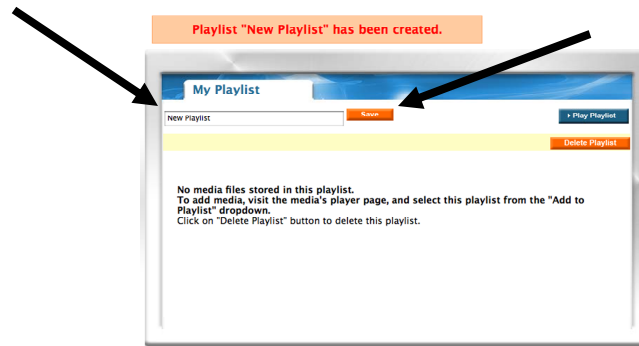 Playlist "New Playlist" has been created.
My Playlist
New Playlist
Save
Play Playlist
Delete Playlist
No media files stored in this playlist.
To add media, visit the media's player page, and select this playlist from the "Add to
Playlist" dropdown.
Click on "Delete Playlist" button to delete this playlist.